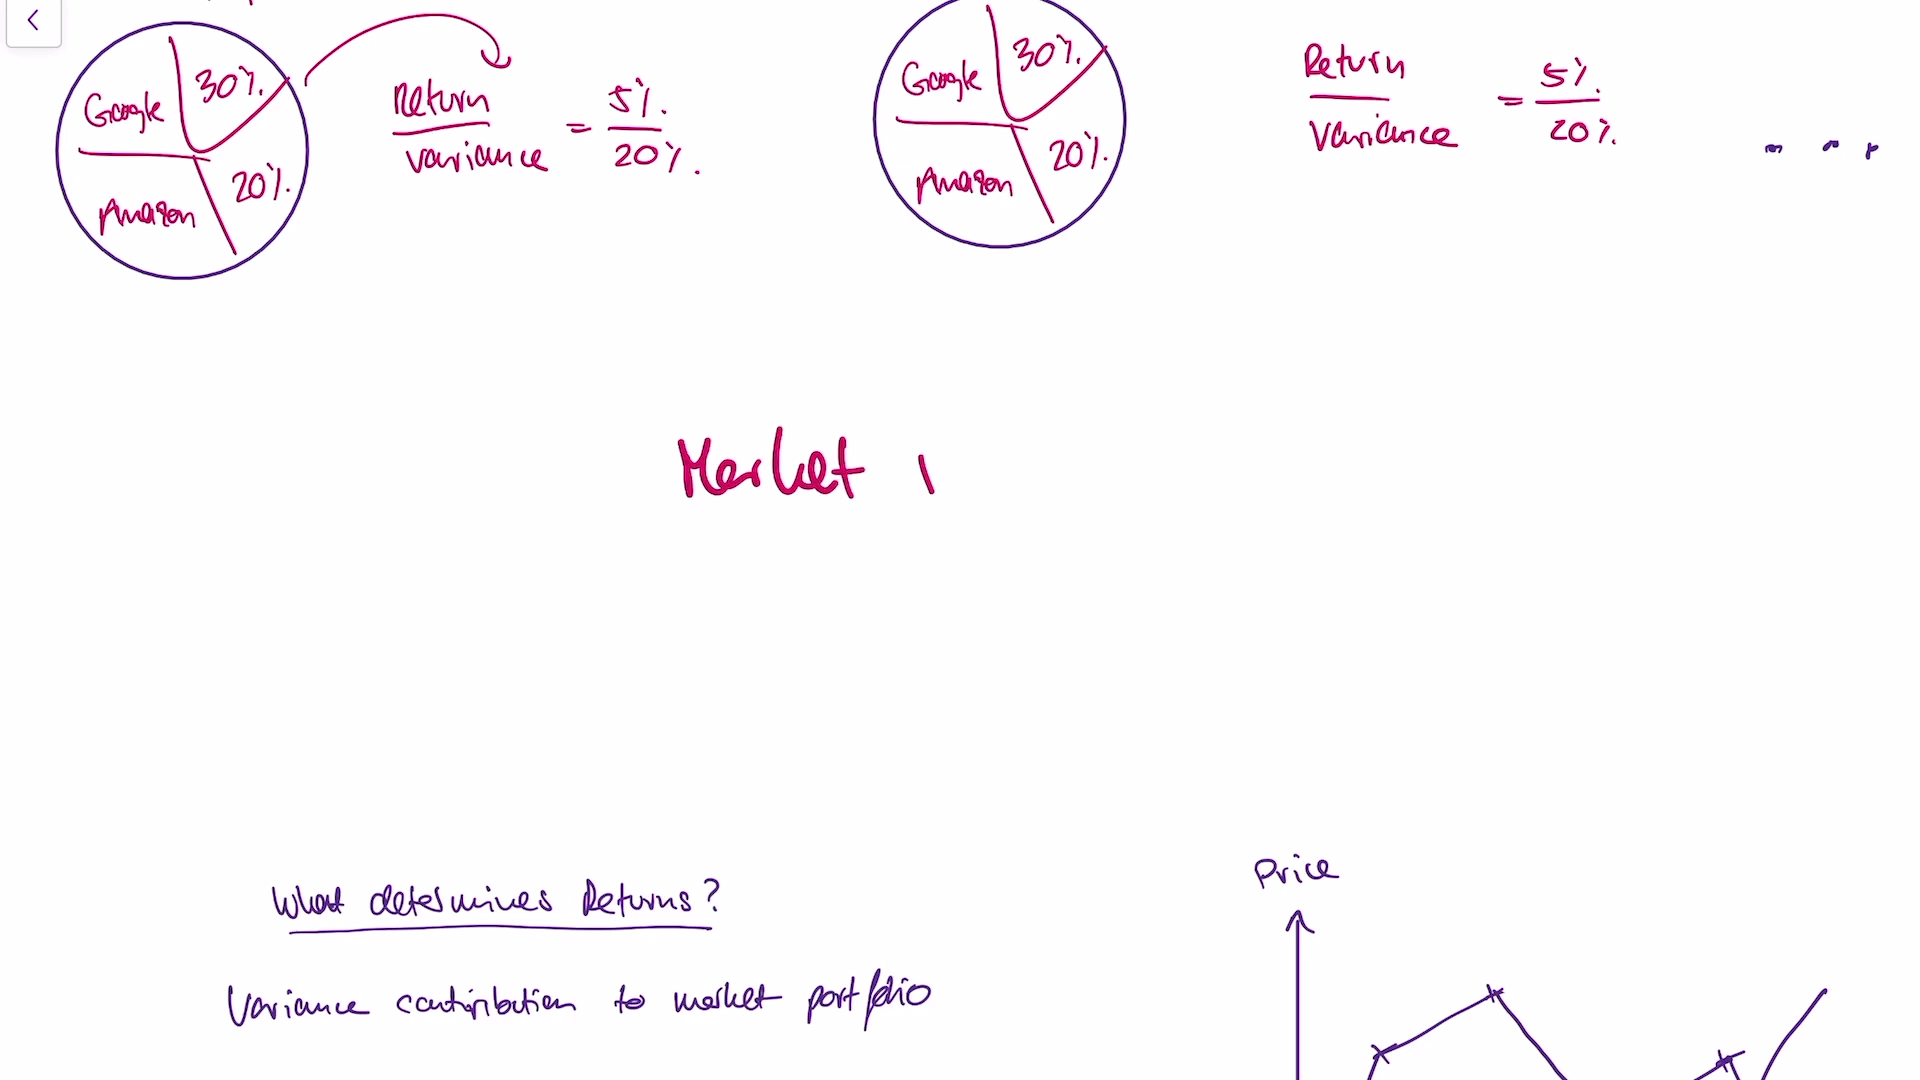 Google 30%.
Amazon 20%.
Return
variance
= 5%.
20%.
Google 30%.
Amazon 20%.
Return
Variance
= 5%.
20%.
Market
What determines Returns?
Variance contribution to market portfolio
Price